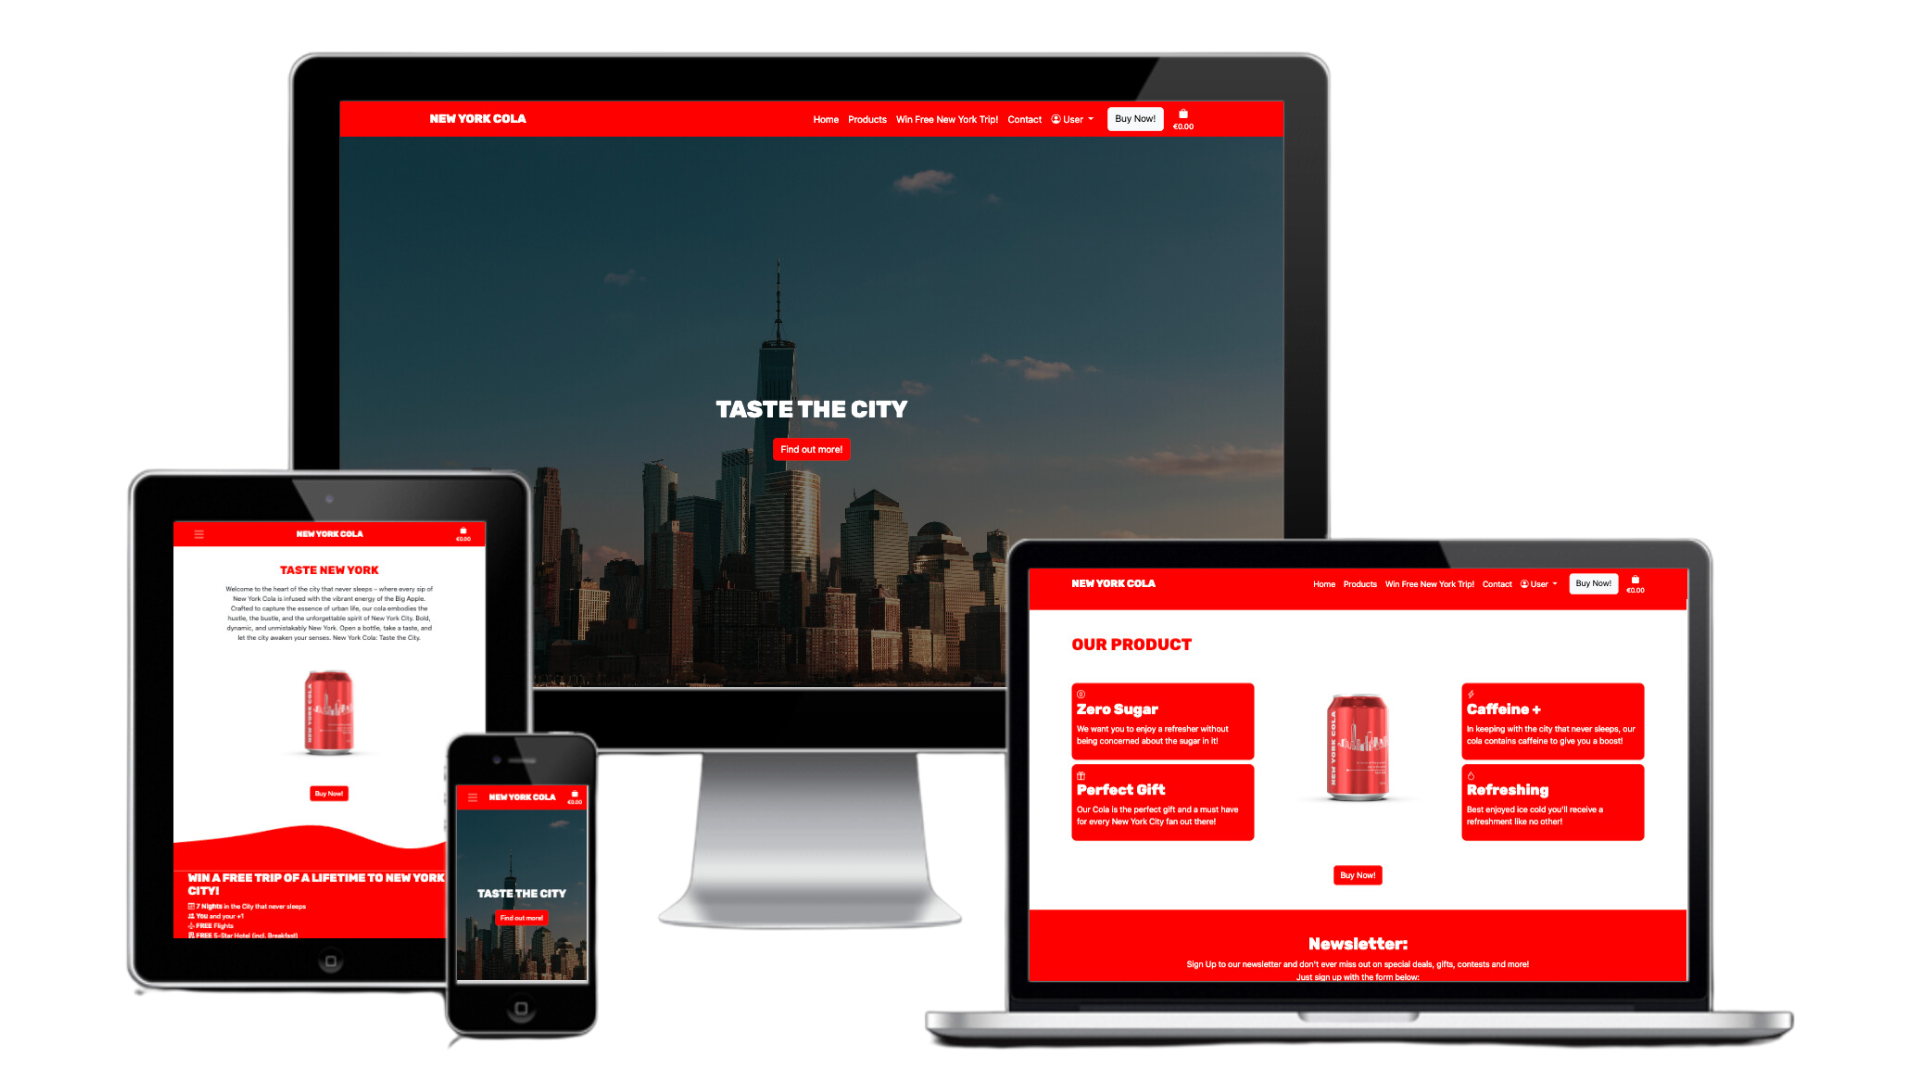 NEW YORK COLA
Home Products Win Free New York Trip! Contact User Buy Now! €0.00
TASTE THE CITY
Find out more!
NEW YORK COLA
€0.00
TASTE NEW YORK
Welcome to the heart of the city that never sleeps – where every sip of
New York Cola is infused with the vibrant energy of the Big Apple.
Crafted to capture the essence of urban life, our cola embodies the
hustle, the bustle, and the unforgettable spirit of New York City. Bold,
dynamic, and unmistakably New York. Open a bottle, take a taste, and
let the city awaken your senses. New York Cola: Taste the City.
NEW YORK COLA
Buy Now!
WIN A FREE TRIP OF A LIFETIME TO NEW YORK
CITY!
7 Nights in the City that never sleeps
You and your +1
FREE Flights
FREE 5-Star Hotel (incl. Breakfast)
NEW YORK COLA
€0.00
TASTE THE CITY
Find out more!
NEW YORK COLA
Home Products Win Free New York Trip! Contact User Buy Now! €0.00
OUR PRODUCT
Zero Sugar
We want you to enjoy a refresher without
being concerned about the sugar in it!
Perfect Gift
Our Cola is the perfect gift and a must have
for every New York City fan out there!
NEW YORK COLA
Caffeine +
In keeping with the city that never sleeps, our
cola contains caffeine to give you a boost!
Refreshing
Best enjoyed ice cold you'll receive a
refreshment like no other!
Buy Now!
Newsletter:
Sign Up to our newsletter and don't ever miss out on special deals, gifts, contests and more!
Just sign up with the form below: